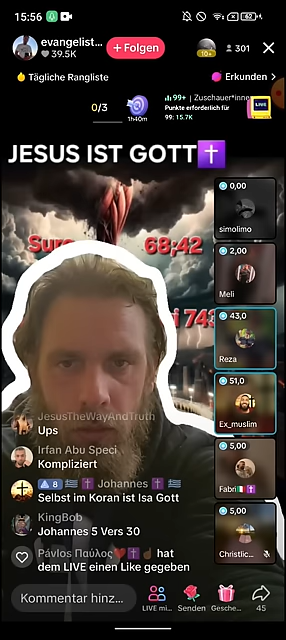 15:56
62
evangelist...
39.5K
+ Folgen
10+
301
Tägliche Rangliste
Erkunden >
0/3
1h40m
99+ | Zuschauer*innen
Punkte erforderlich für
99: 15.7K
LIVE
JESUS IST GOTT✝️
Sure
68;42
0,00
simolimo
2,00
Meli
43,0
Reza
51,0
Ex_muslim
5,00
Fabri🇮🇹 ✝️
5,00
Christlic...
JesusTheWayAndTruth
Ups
Irfan Abu Speci
Kompliziert
8 🇬🇷 ✝️ Johannes ✝️ 🇬🇷
Selbst im Koran ist Isa Gott
KingBob
Johannes 5 Vers 30
Pávlos Παύλος❤️✝️☝️ hat
dem LIVE einen Like gegeben
Kommentar hinz...
LIVE mi...
Senden
Gesche...
45